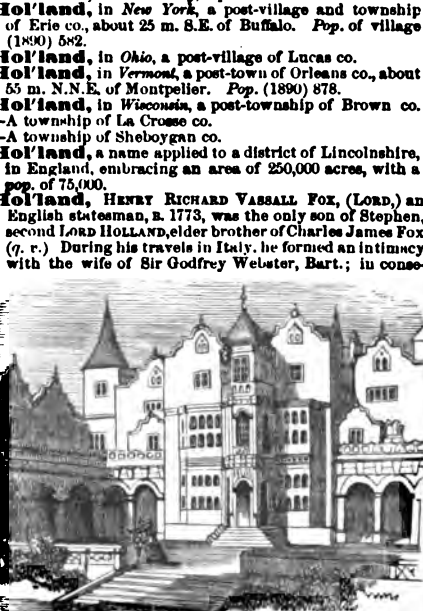 Hol'land, in New York, a post-village and township
of Erie co., about 25 m. S.E. of Buffalo. Pop. of village
(1890) 582.
Hol'land, in Ohio, a post-village of Lucas co.
Hol'land, in Vermont, a post-town of Orleans co., about
55 m. N.N.E. of Montpelier. Pop. (1890) 878.
Hol'land, in Wisconsin, a post-township of Brown co.
-A township of La Crosse co.
-A township of Sheboygan co.
Hol'land, a name applied to a district of Lincolnshire,
in England, embracing an area of 250,000 acres, with a
pop. of 75,000.
Hol'land, HENRY RICHARD VASSALL FOX, (LORD,) an
English statesman, B. 1773, was the only son of Stephen,
second LORD HOLLAND, elder brother of Charles James Fox
(q. v.) During his travels in Italy, he formed an intimacy
with the wife of Sir Godfrey Webster, Bart.; in conse-